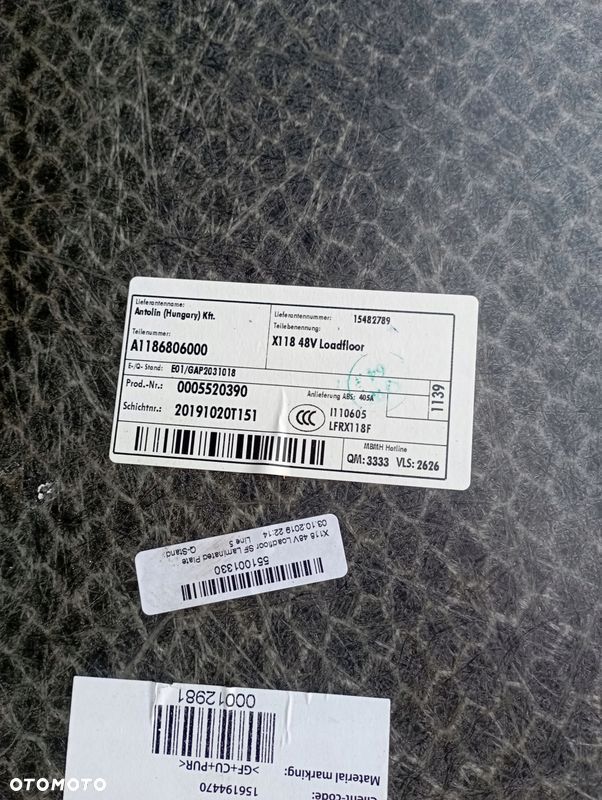 Lieferantenname:
Antolin (Hungary) Kft.
Lieferantennummer: 15482789
Teilebenennung:
X118 48V Loadfloor
Teilenummer:
A1186806000
E-/Q- Stand: E01/GAP2031018
Prod.-Nr.: 0005520390
Anlieferung ABS: 405A
1139
Schichtnr.: 20191020T151
CCC
I110605
LFRX118F
MBMH Hotline
QM: 3333 VLS: 2626
X118 48V Loadfloor SF Laminated Plate
03.10.2019 22:14 Line 5 Q-Stand:
551001330
00012981
>GF+CU+PUR<
Material marking:
156194470
Client-code:
OTOMOTO